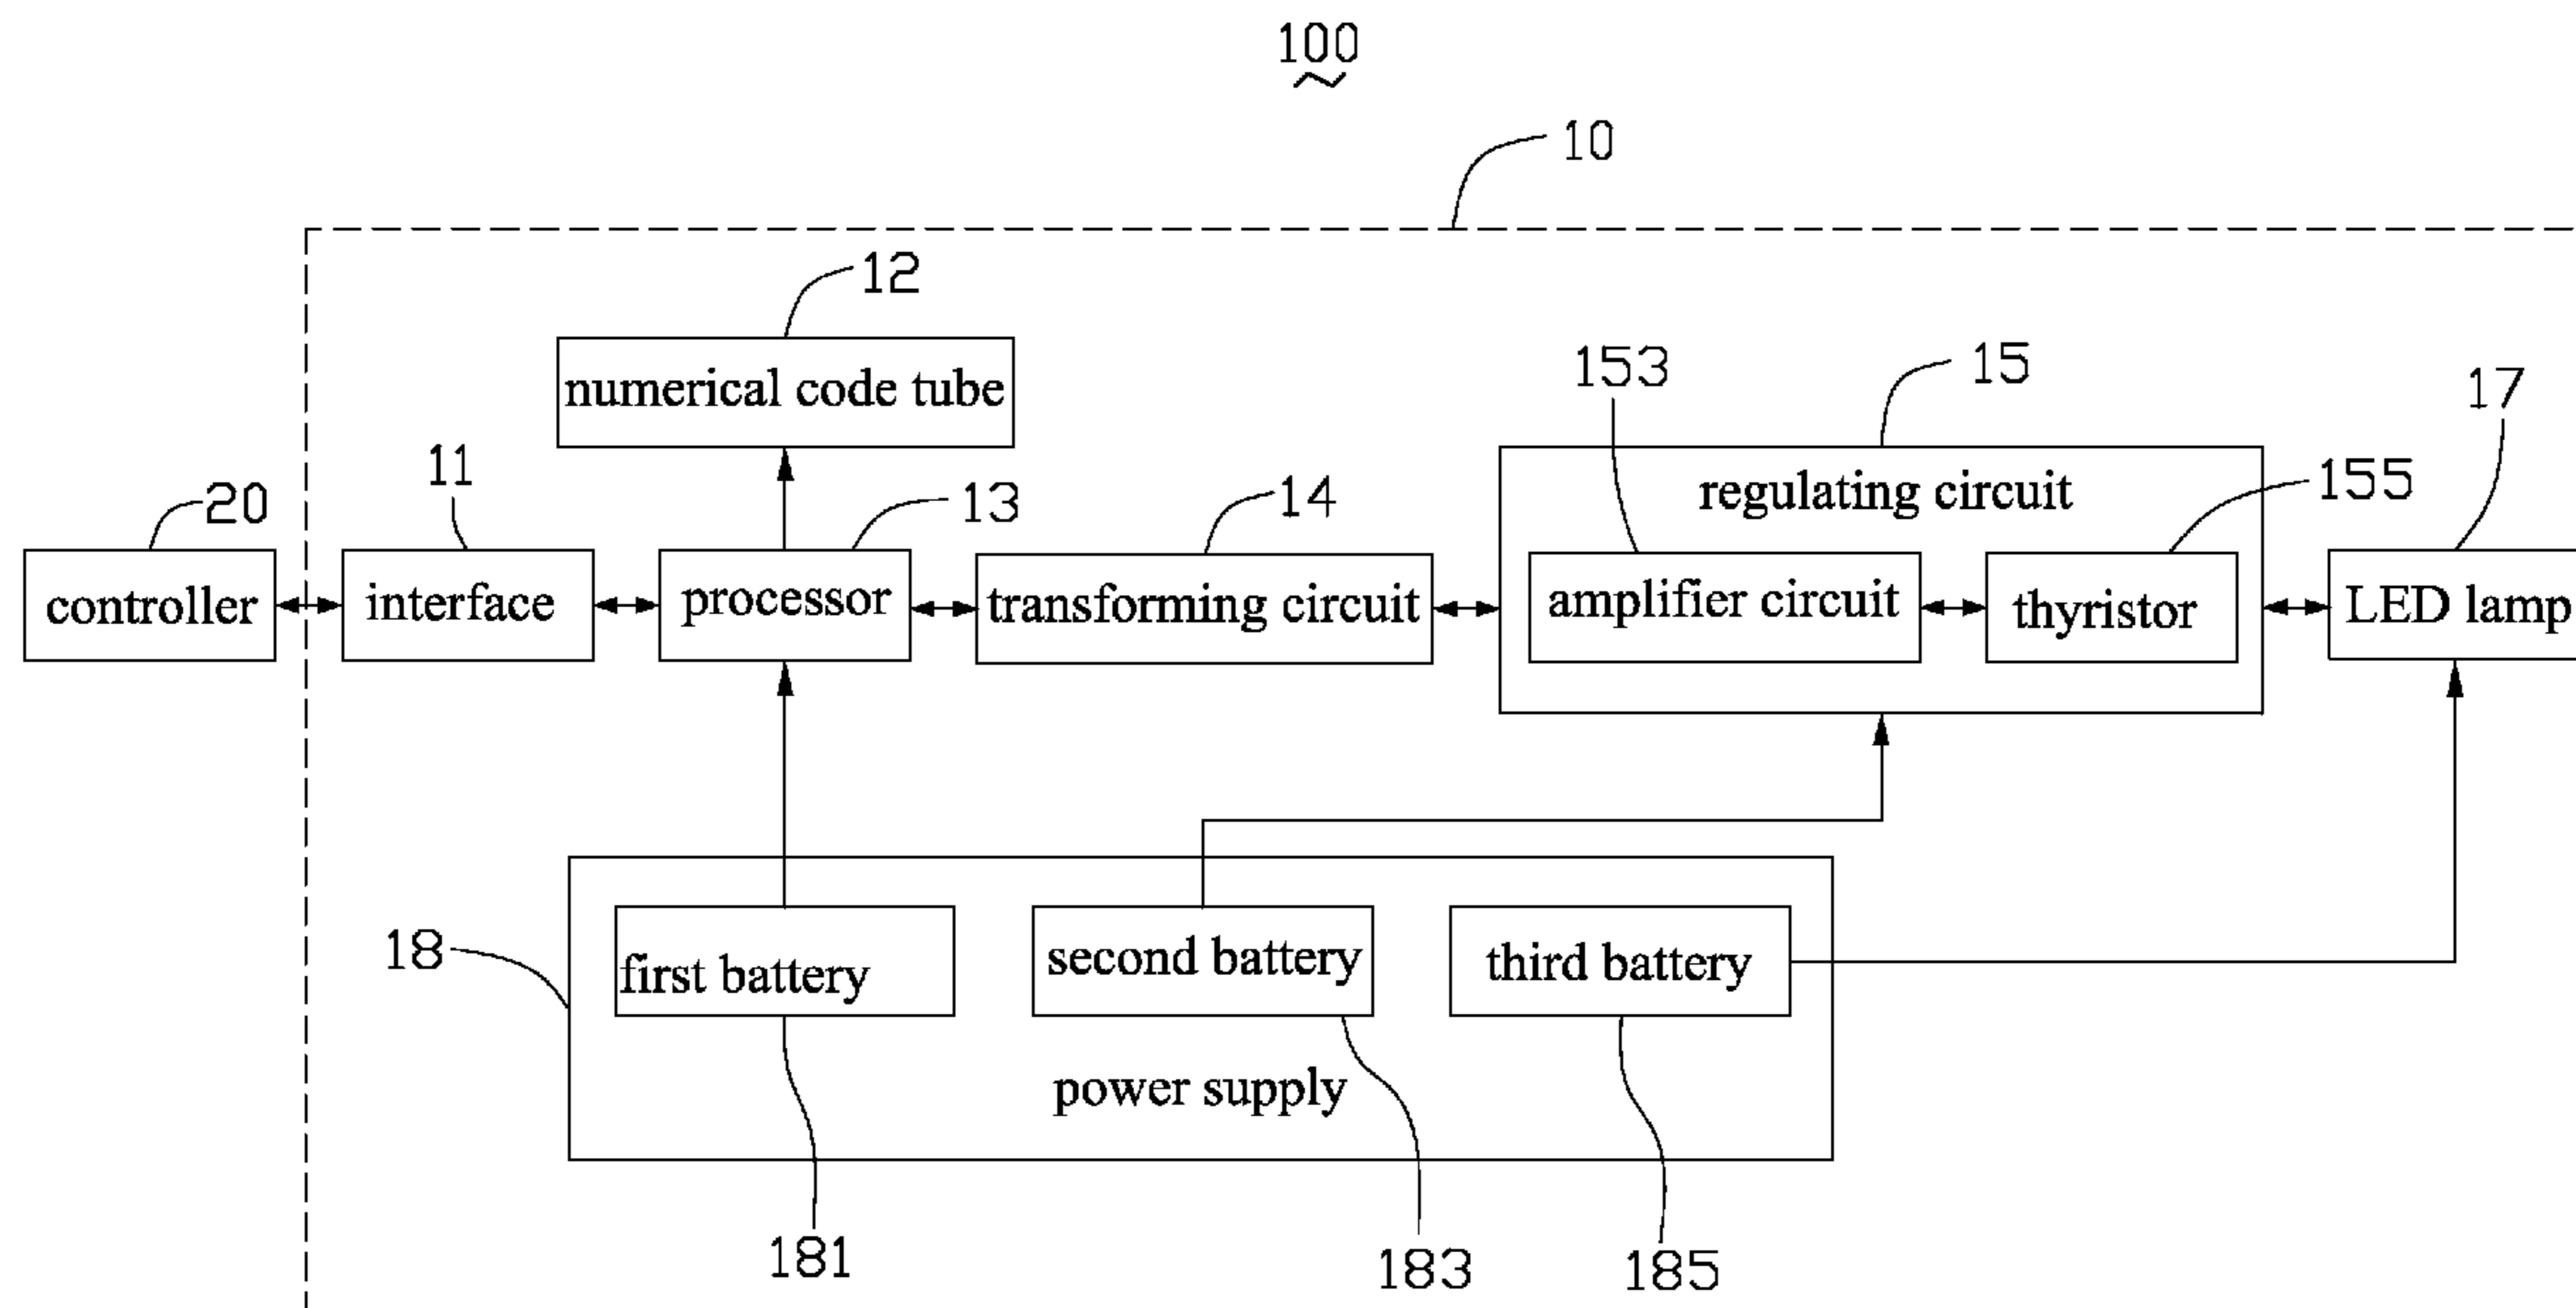 100
10
12
numerical code tube
153
15
17
11
20
13
14
regulating circuit
155
controller
interface
processor
transforming circuit
amplifier circuit
thyristor
LED lamp
18
first battery
second battery
third battery
power supply
181
183
185